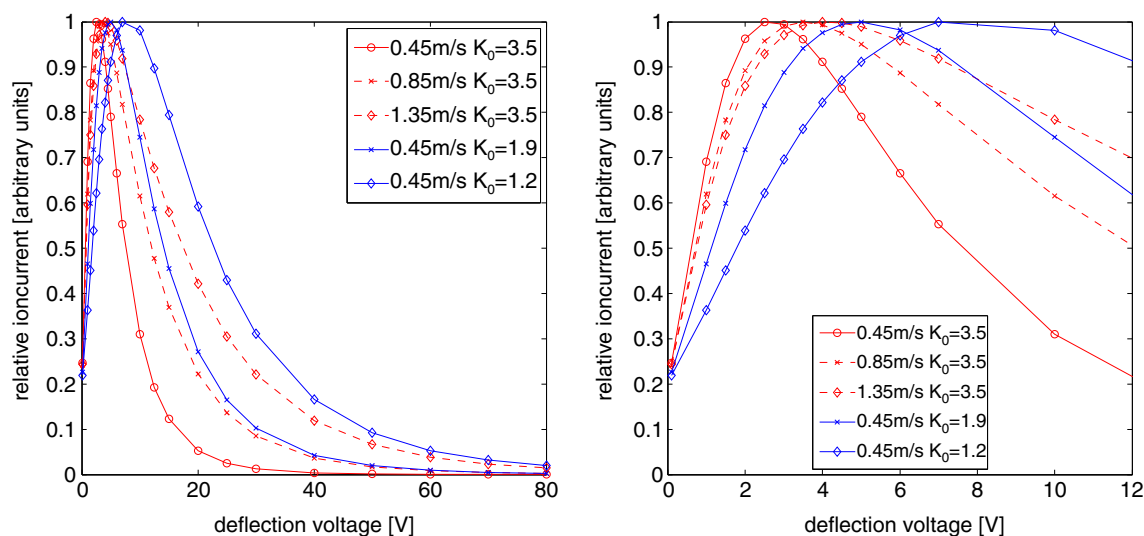 1
0.9
0.8
0.7
0.6
0.5
0.4
0.3
0.2
0.1
0
relative ioncurrent [arbitrary units]
0.45m/s K₀=3.5
0.85m/s K₀=3.5
1.35m/s K₀=3.5
0.45m/s K₀=1.9
0.45m/s K₀=1.2
0 20 40 60 80
deflection voltage [V]
1
0.9
0.8
0.7
0.6
0.5
0.4
0.3
0.2
0.1
0
relative ioncurrent [arbitrary units]
0.45m/s K₀=3.5
0.85m/s K₀=3.5
1.35m/s K₀=3.5
0.45m/s K₀=1.9
0.45m/s K₀=1.2
0 2 4 6 8 10 12
deflection voltage [V]